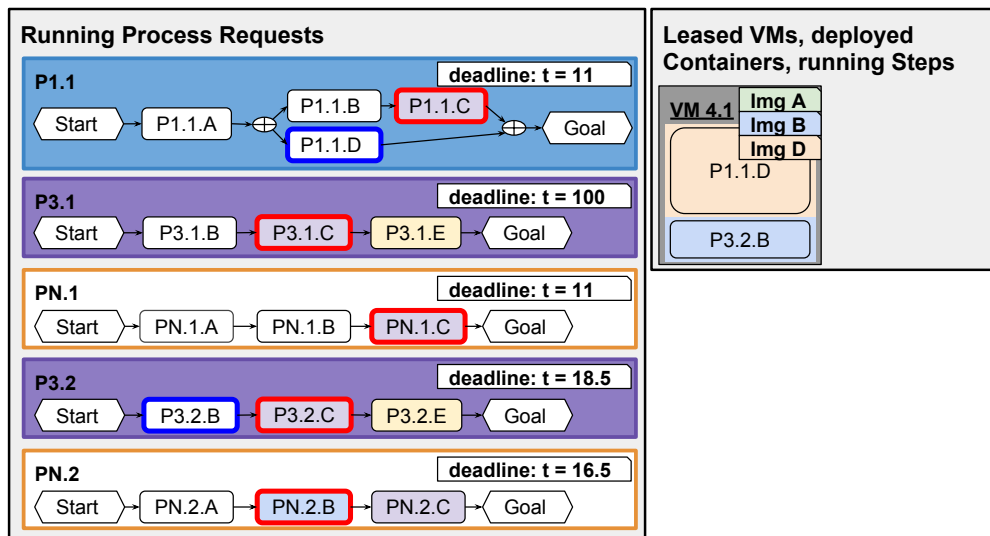 Running Process Requests
P1.1
deadline: t = 11
Start
P1.1.A
P1.1.B
P1.1.C
P1.1.D
Goal
P3.1
deadline: t = 100
Start
P3.1.B
P3.1.C
P3.1.E
Goal
PN.1
deadline: t = 11
Start
PN.1.A
PN.1.B
PN.1.C
Goal
P3.2
deadline: t = 18.5
Start
P3.2.B
P3.2.C
P3.2.E
Goal
PN.2
deadline: t = 16.5
Start
PN.2.A
PN.2.B
PN.2.C
Goal
Leased VMs, deployed
Containers, running Steps
VM 4.1
Img A
Img B
Img D
P1.1.D
P3.2.B